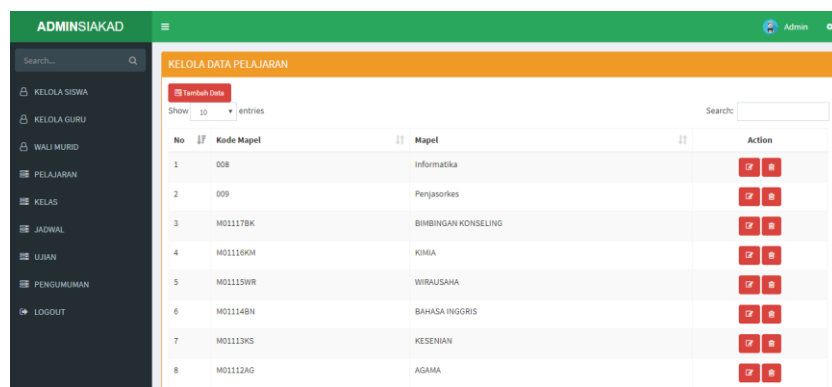 ADMINSIAKAD
Admin
Search...
KELOLA SISWA
KELOLA GURU
WALI MURID
PELAJARAN
KELAS
JADWAL
UJIAN
PENGUMUMAN
LOGOUT
KELOLA DATA PELAJARAN
Tambah Data
Show 10 entries Search:
No Kode Mapel Mapel Action
1 008 Informatika
2 009 Penjasorkes
3 M01117BK BIMBINGAN KONSELING
4 M01116KM KIMIA
5 M01115WR WIRAUSAHA
6 M01114BN BAHASA INGGRIS
7 M01113KS KESENIAN
8 M01112AG AGAMA